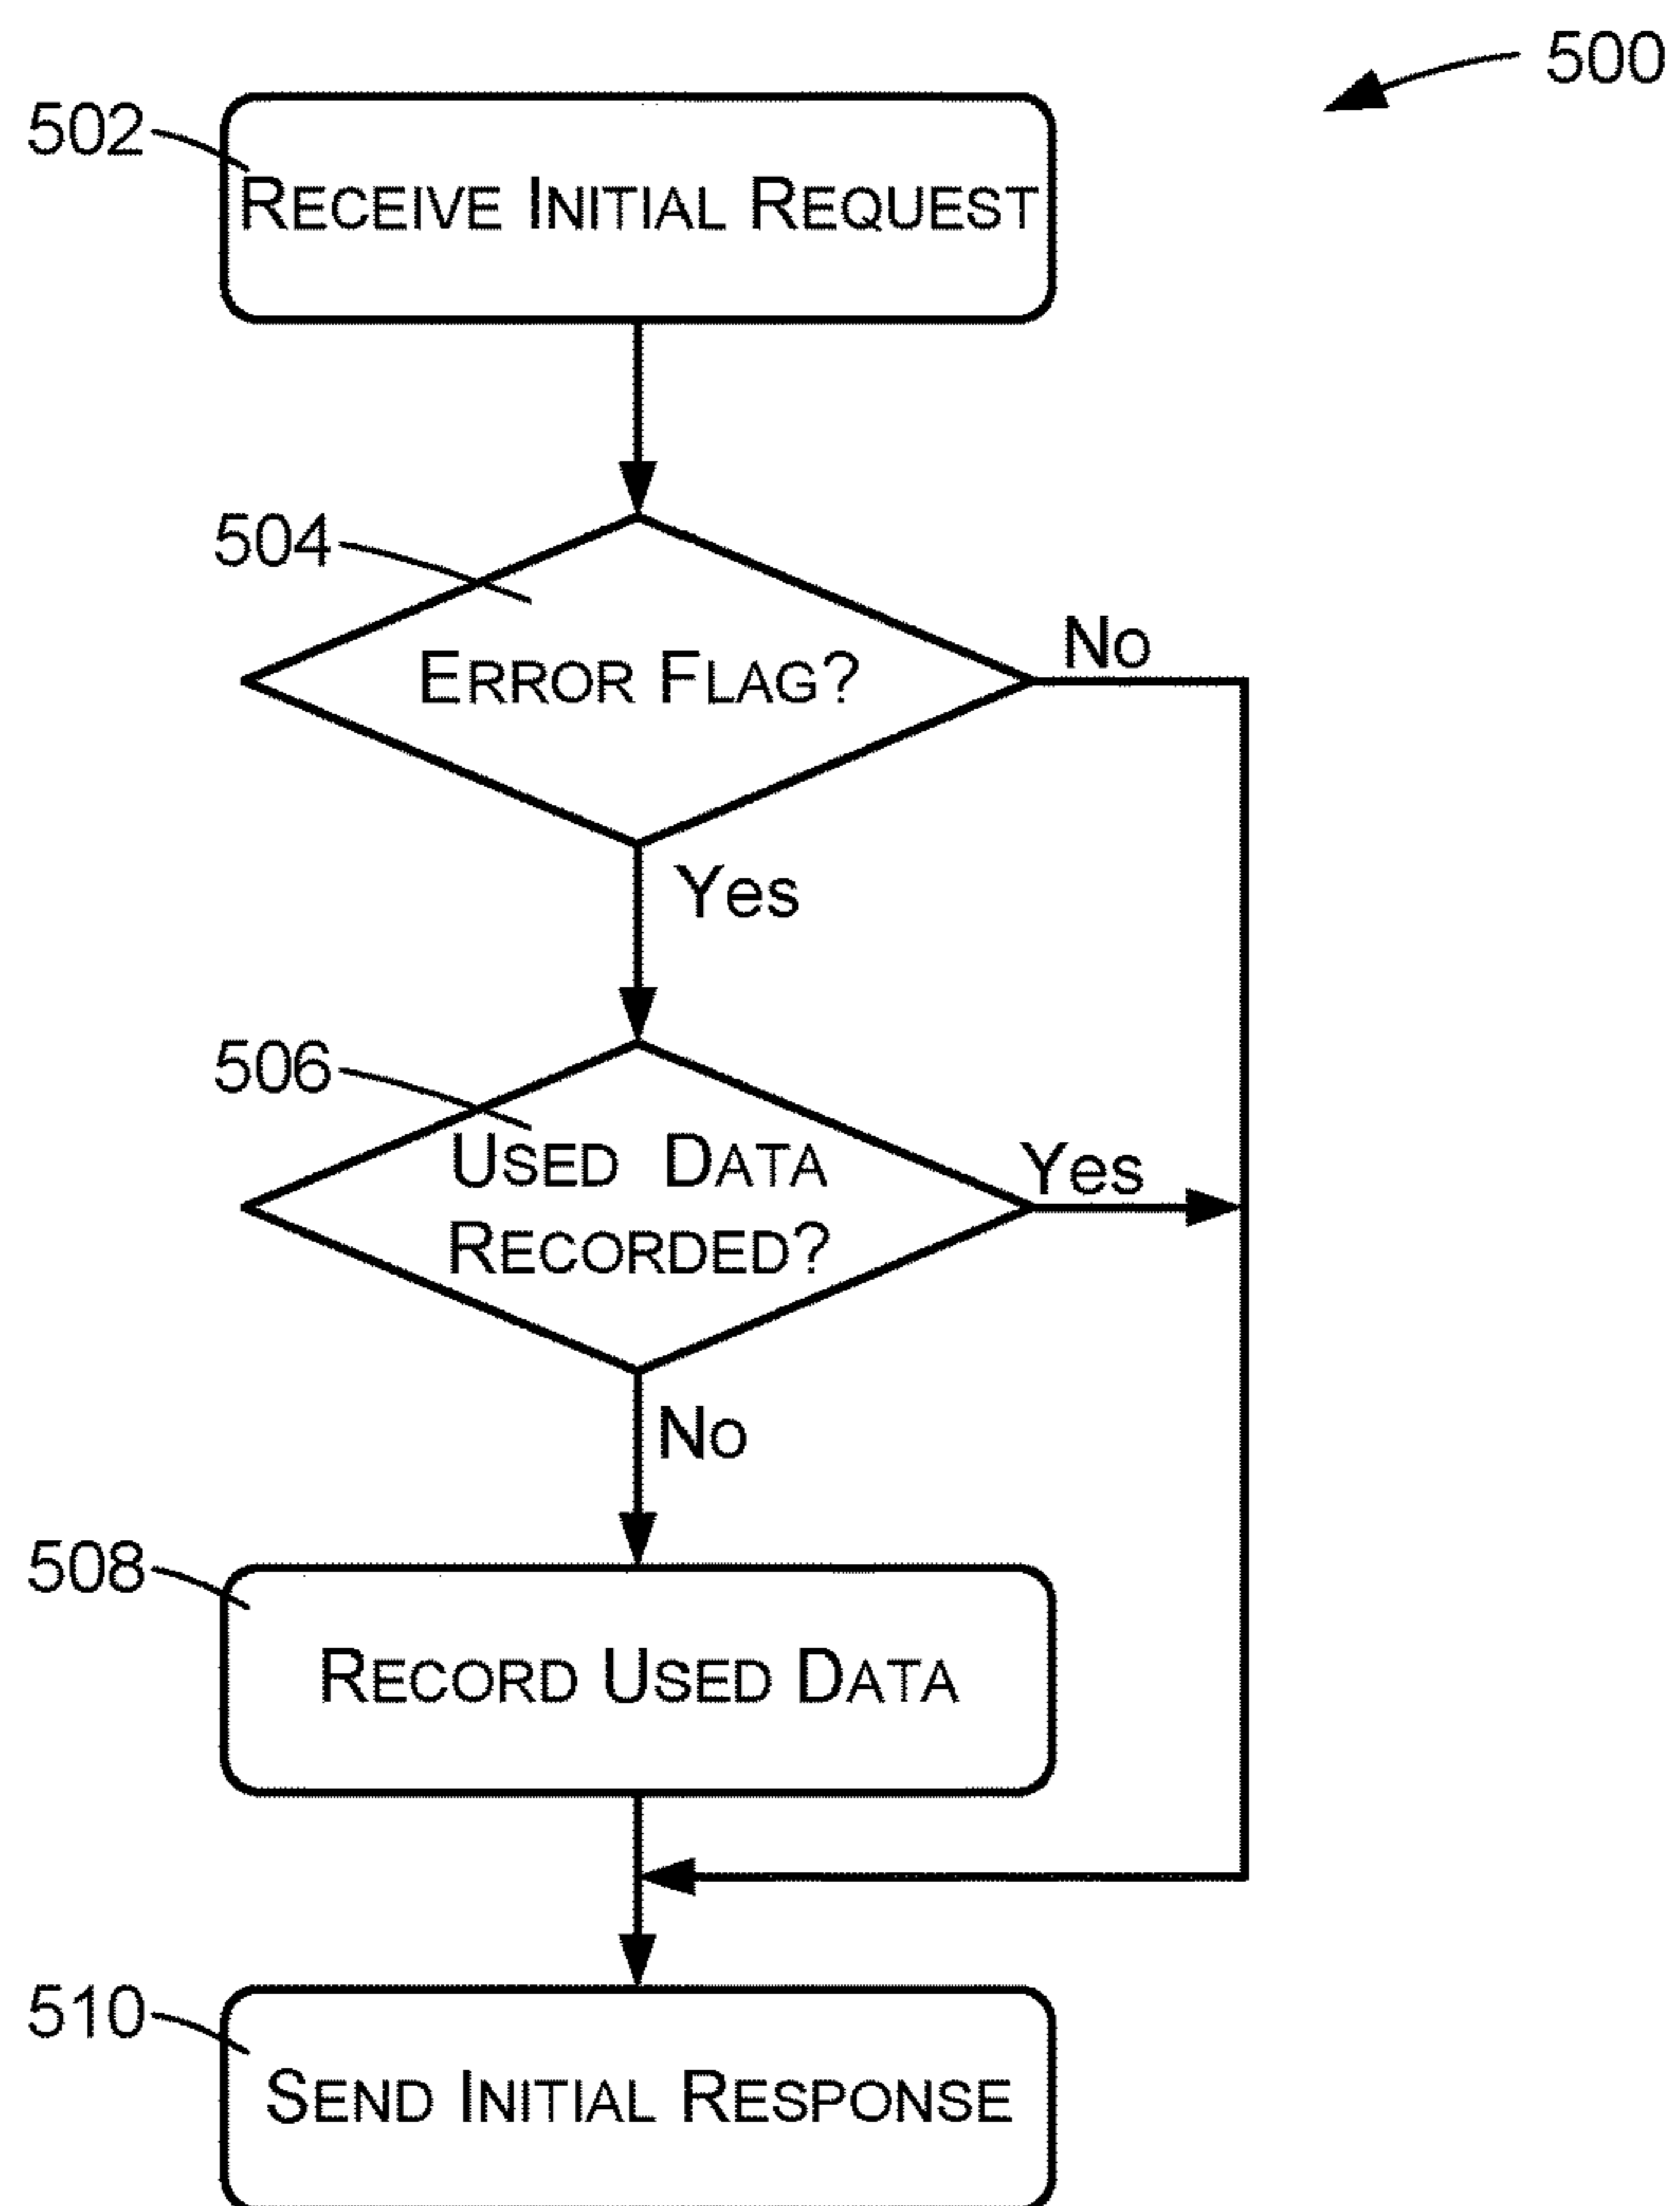 500
502
RECEIVE INITIAL REQUEST
504
ERROR FLAG?
No
Yes
506
USED DATA
RECORDED?
Yes
No
508
RECORD USED DATA
510
SEND INITIAL RESPONSE